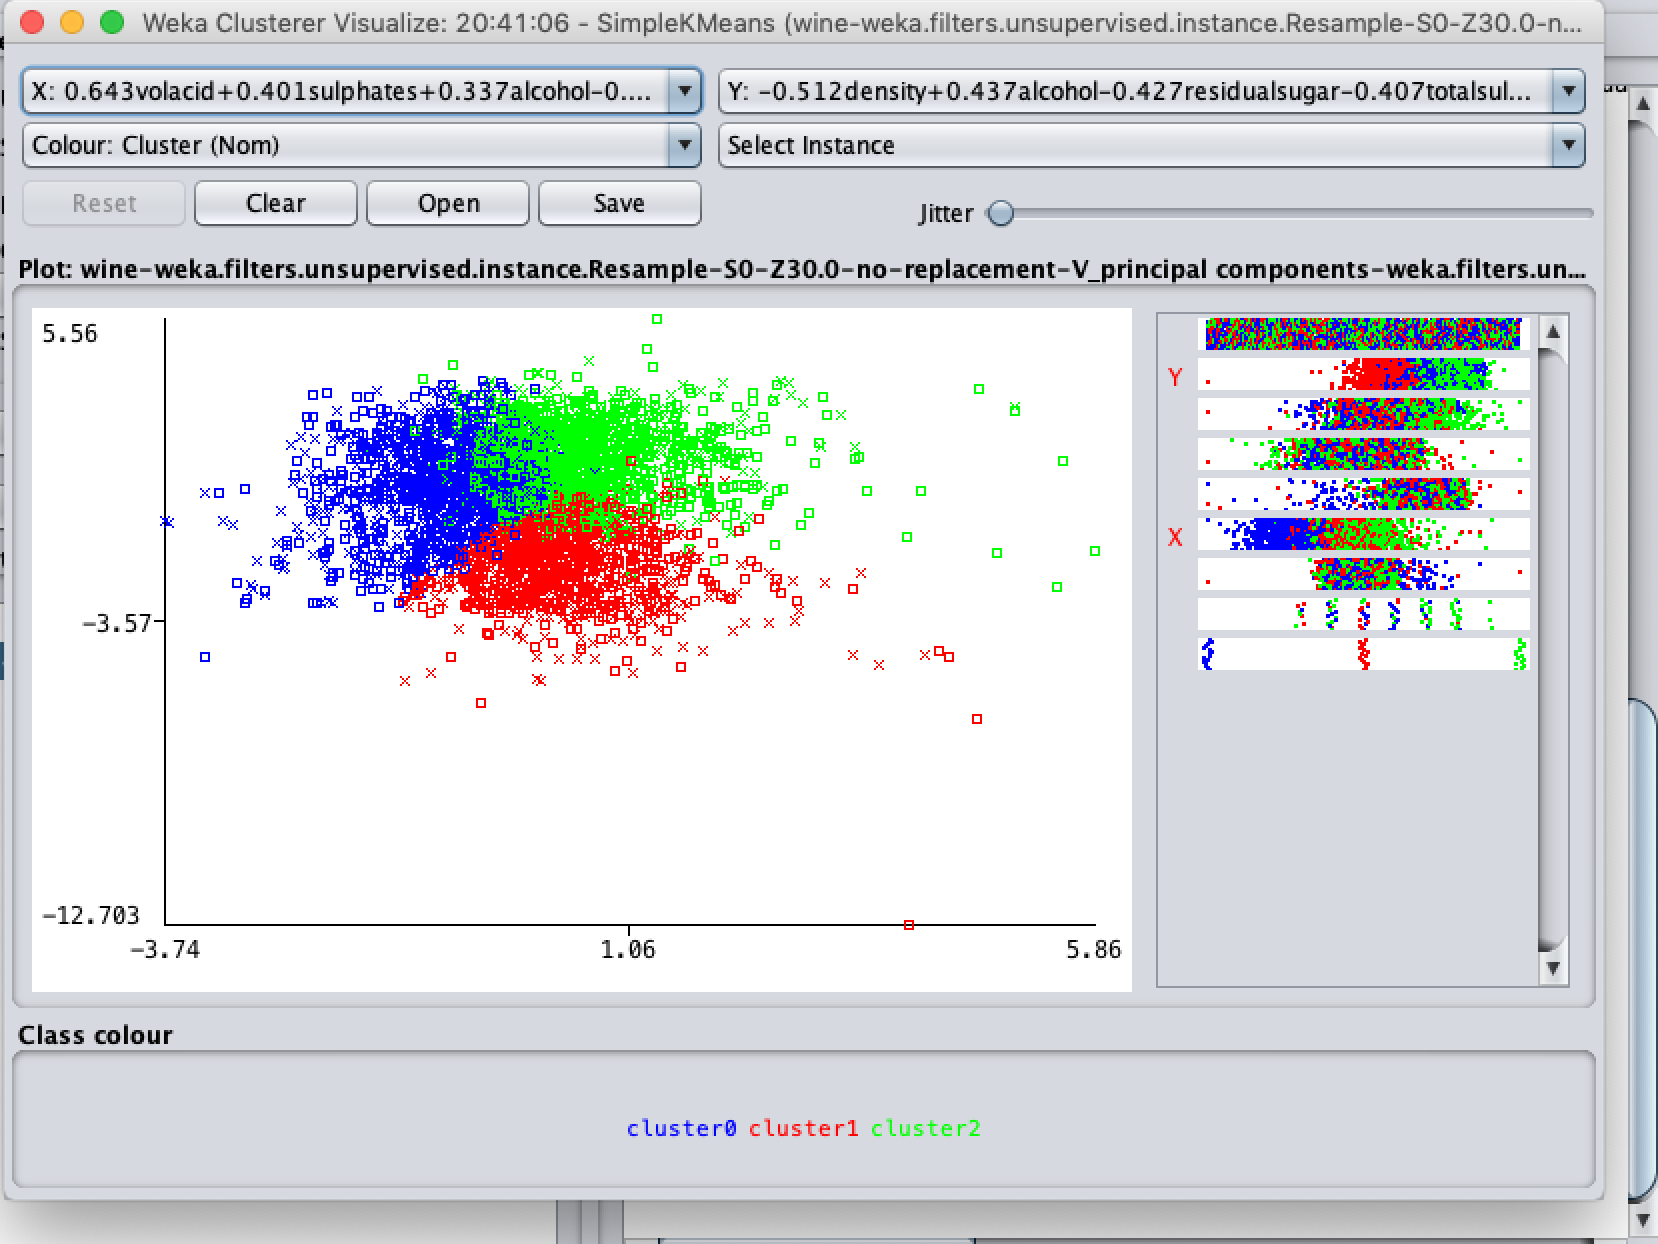 Weka Clusterer Visualize: 20:41:06 - SimpleKMeans (wine-weka.filters.unsupervised.instance.Resample-S0-Z30.0-n...
X: 0.643volacid+0.401sulphates+0.337alcohol-0....
Y: -0.512density+0.437alcohol-0.427residualsugar-0.407totalsul...
Colour: Cluster (Nom)
Select Instance
Reset
Clear
Open
Save
Jitter
Plot: wine-weka.filters.unsupervised.instance.Resample-S0-Z30.0-no-replacement-V_principal components-weka.filters.un...
5.56
-3.57
-12.703
-3.74
1.06
5.86
Y
X
Class colour
cluster0 cluster1 cluster2